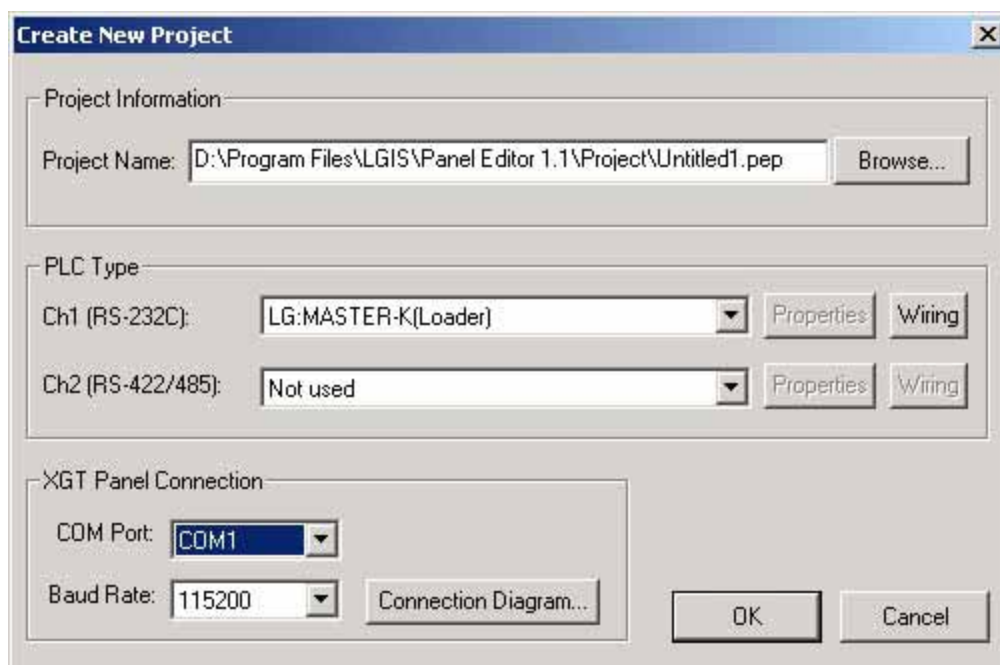 Create New Project
Project Information
Project Name: D:\Program Files\LGIS\Panel Editor 1.1\Project\Untitled1.pep Browse...
PLC Type
Ch1 (RS-232C): LG:MASTER-K(Loader) Properties Wiring
Ch2 (RS-422/485): Not used Properties Wiring
XGT Panel Connection
COM Port: COM1
Baud Rate: 115200 Connection Diagram... OK Cancel